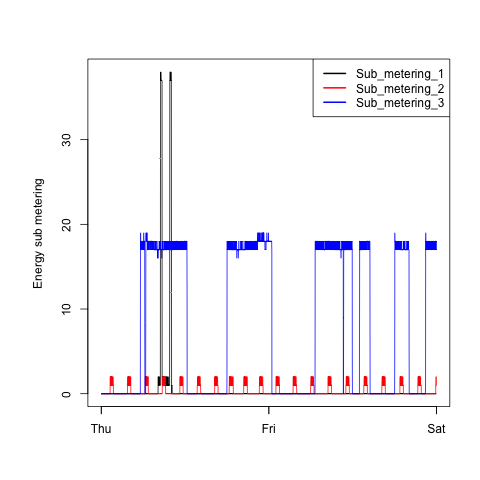 Sub_metering_1
Sub_metering_2
Sub_metering_3
Energy sub metering
30
20
10
0
Thu Fri Sat